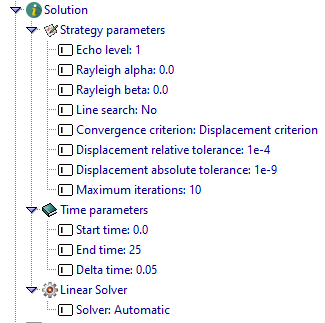 Solution
Strategy parameters
Echo level: 1
Rayleigh alpha: 0.0
Rayleigh beta: 0.0
Line search: No
Convergence criterion: Displacement criterion
Displacement relative tolerance: 1e-4
Displacement absolute tolerance: 1e-9
Maximum iterations: 10
Time parameters
Start time: 0.0
End time: 25
Delta time: 0.05
Linear Solver
Solver: Automatic